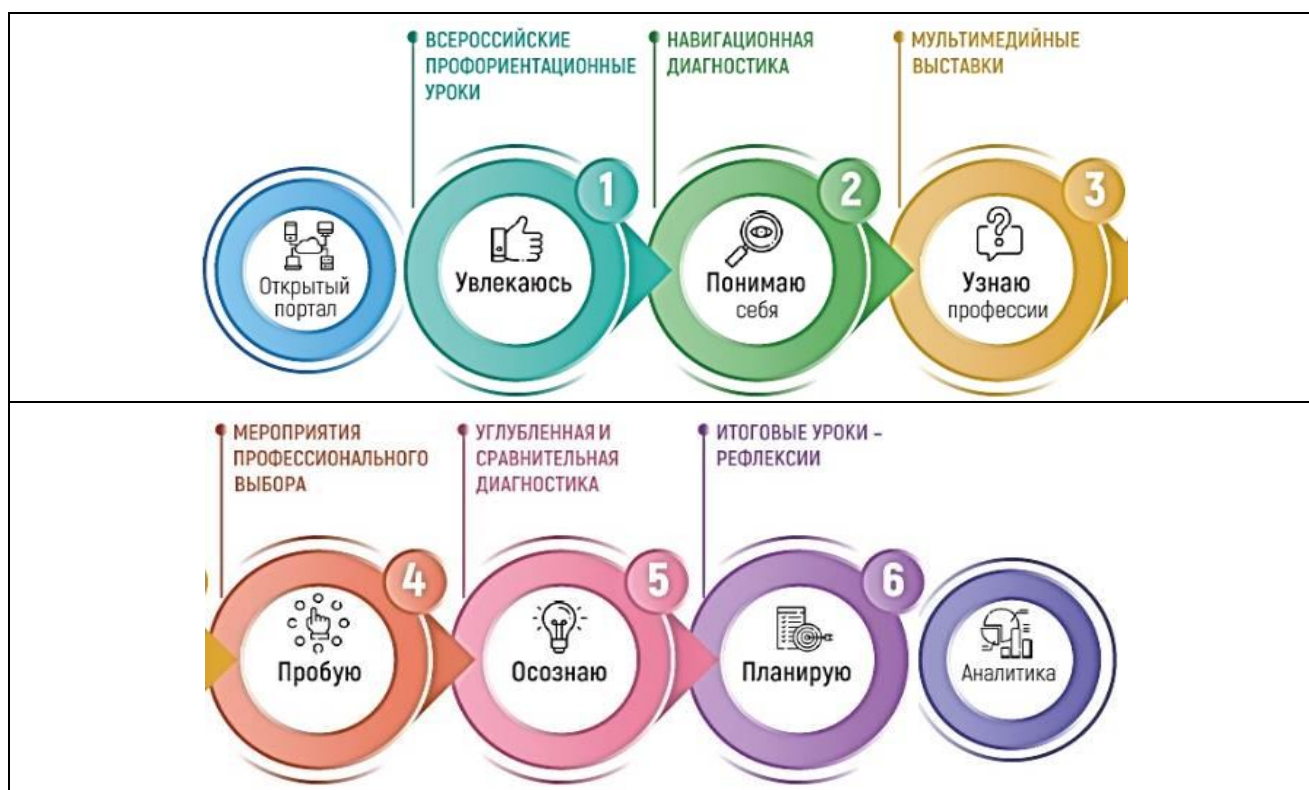 ВСЕРОССИЙСКИЕ
ПРОФОРИЕНТАЦИОННЫЕ
УРОКИ
НАВИГАЦИОННАЯ
ДИАГНОСТИКА
МУЛЬТИМЕДИЙНЫЕ
ВЫСТАВКИ
Открытый
портал
1
Увлекаюсь
2
Понимаю
себя
3
Узнаю
профессии
МЕРОПРИЯТИЯ
ПРОФЕССИОНАЛЬНОГО
ВЫБОРА
УГЛУБЛЕННАЯ И
СРАВНИТЕЛЬНАЯ
ДИАГНОСТИКА
ИТОГОВЫЕ УРОКИ –
РЕФЛЕКСИИ
4
Пробую
5
Осознаю
6
Планирую
Аналитика